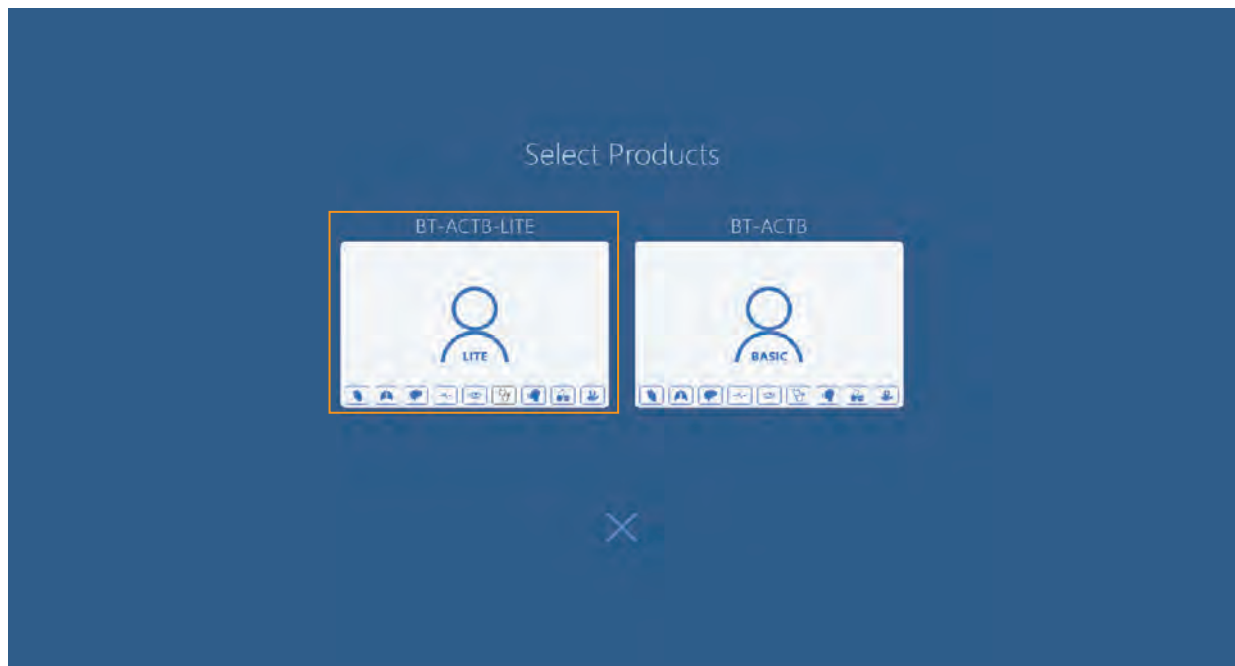 Select Products
BT-ACTB-LITE
BT-ACTB
LITE
BASIC